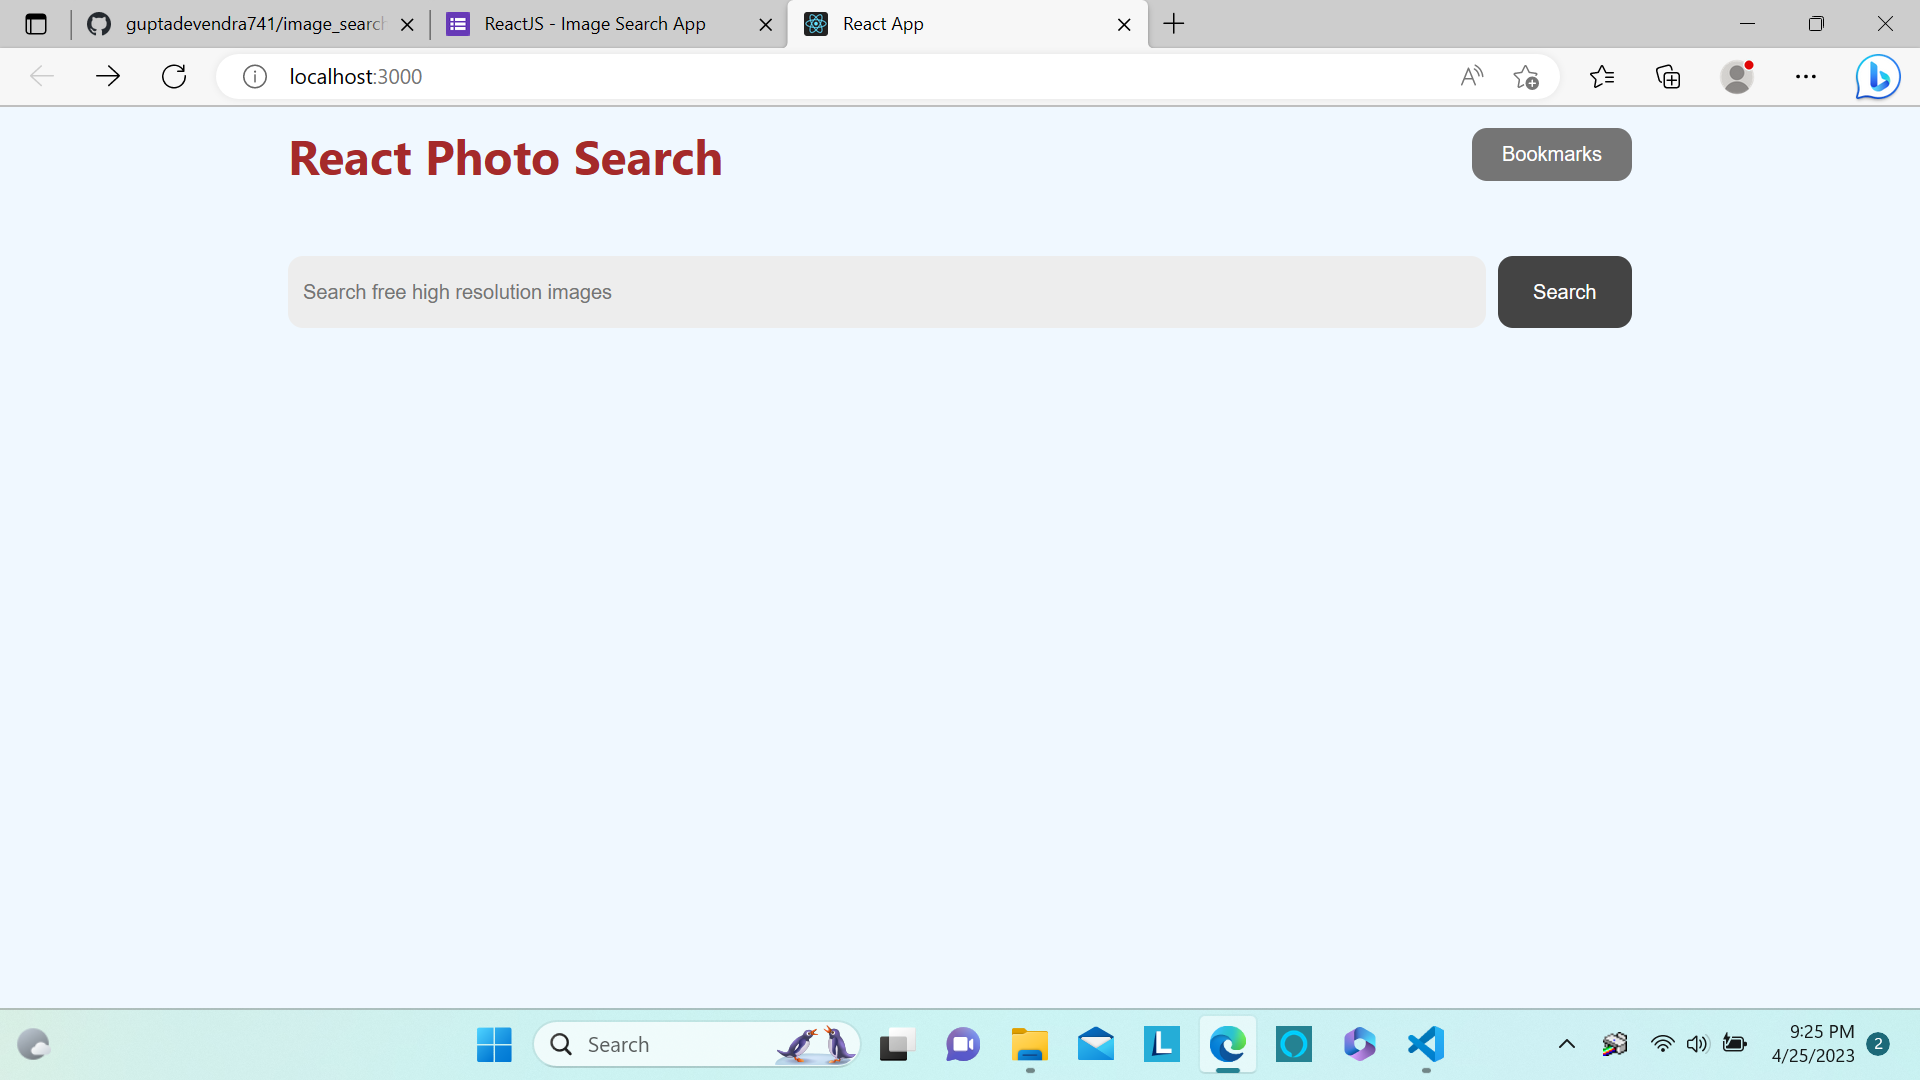 guptadevendra741/image_search
ReactJS - Image Search App
React App
localhost:3000
React Photo Search
Bookmarks
Search free high resolution images
Search
Search
9:25 PM
4/25/2023
2